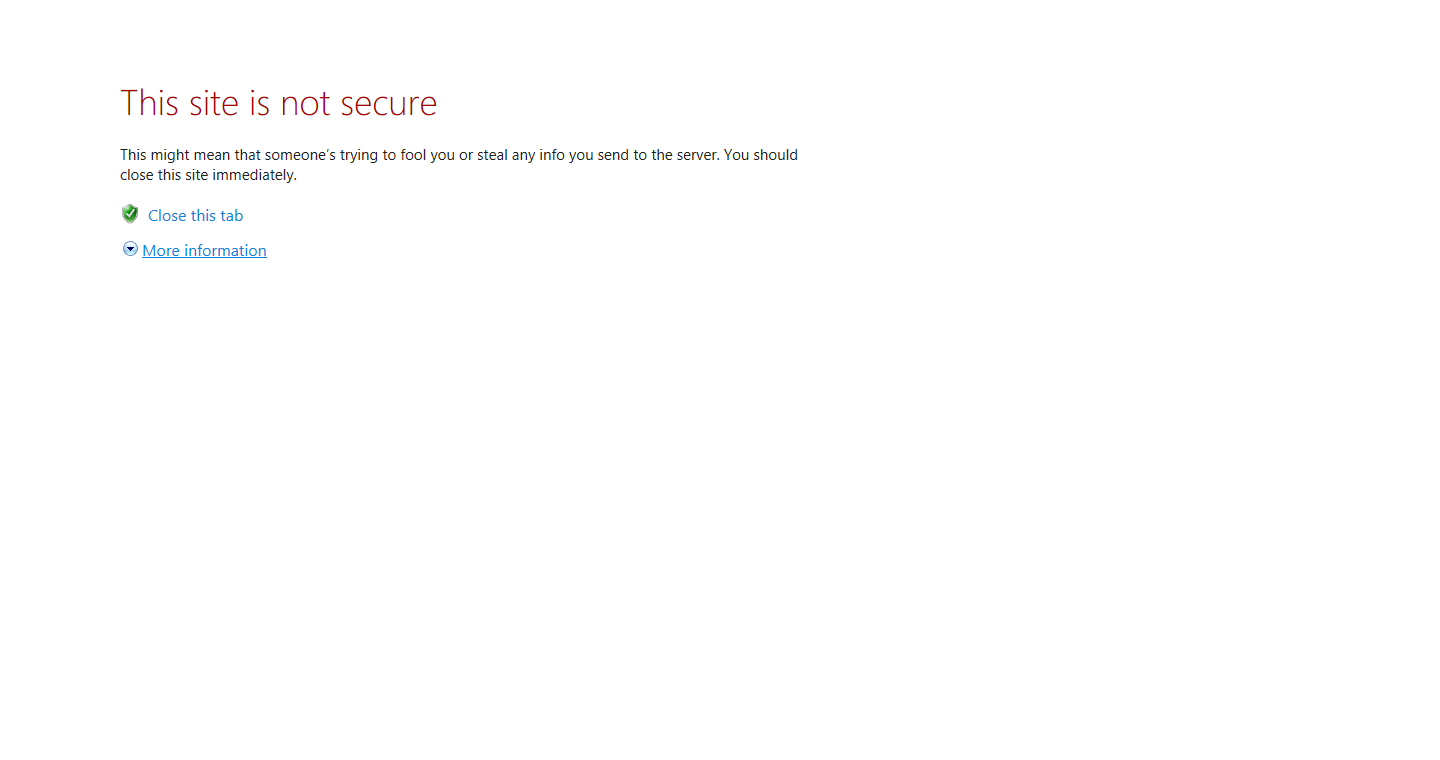 This site is not secure
This might mean that someone’s trying to fool you or steal any info you send to the server. You should
close this site immediately.
Close this tab
More information